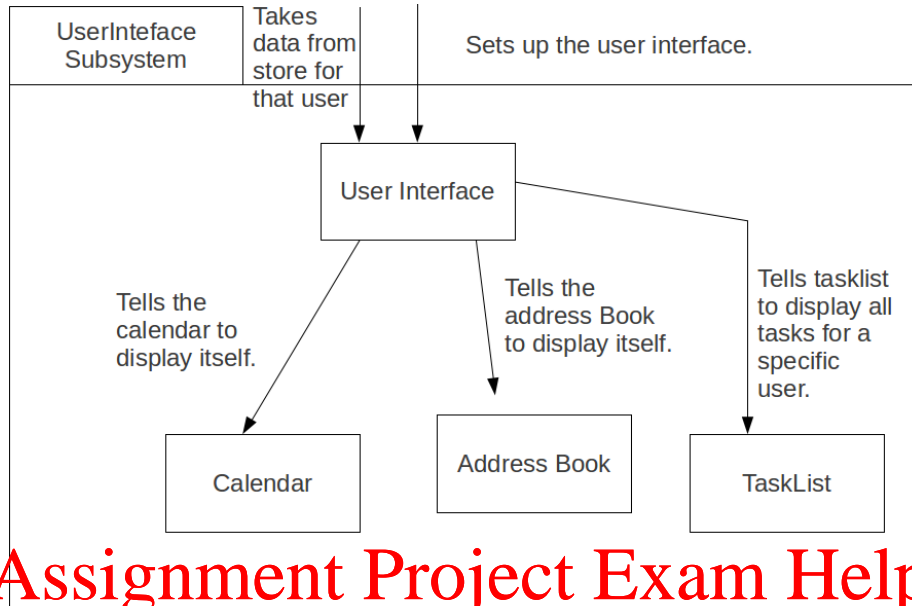 UserInteface
Subsystem
Takes
data from
store for
that user
Sets up the user interface.
User Interface
Tells the
calendar to
display itself.
Tells the
address Book
to display itself.
Tells tasklist
to display all
tasks for a
specific
user.
Calendar
Address Book
TaskList
Assignment Project Exam Help